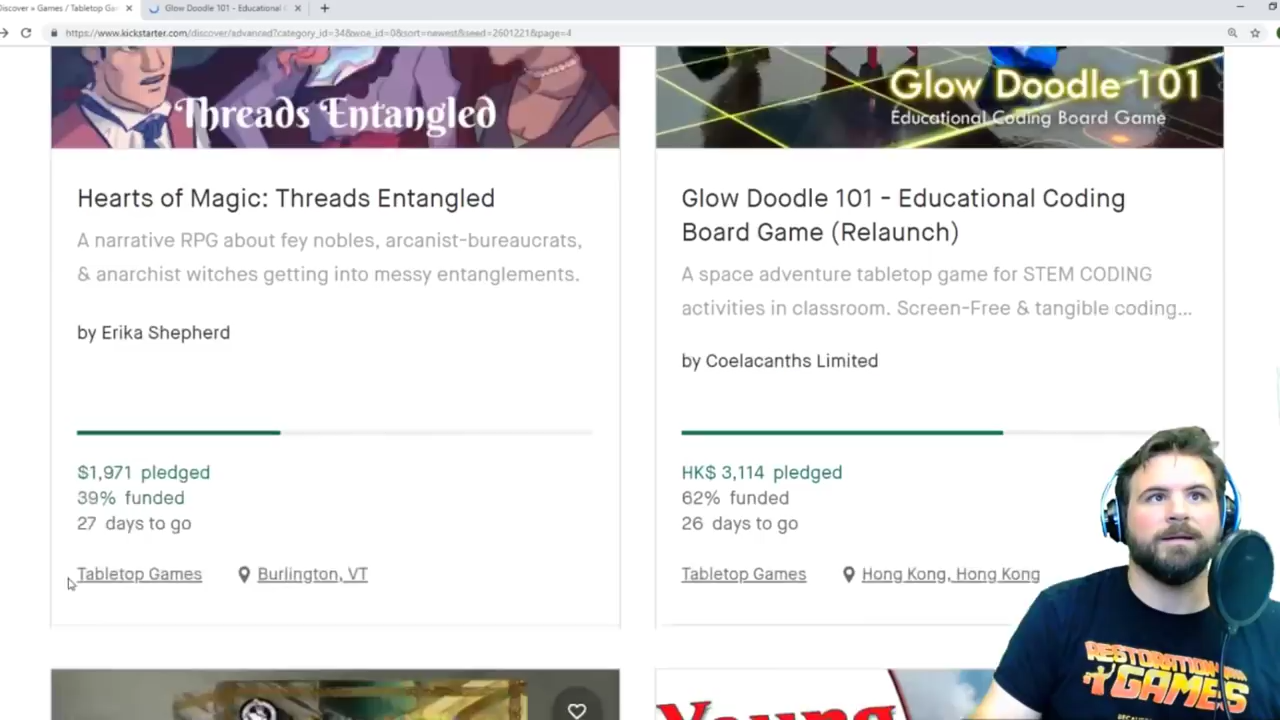 Discover » Games / Tabletop Ga
Glow Doodle 101 - Educational
https://www.kickstarter.com/discover/advanced?category_id=34&woe_id=0&sort=newest&seed=2601221&page=4
Threads Entangled
Glow Doodle 101
Educational Coding Board Game
Hearts of Magic: Threads Entangled
A narrative RPG about fey nobles, arcanist-bureaucrats,
& anarchist witches getting into messy entanglements.
by Erika Shepherd
$1,971 pledged
39% funded
27 days to go
Tabletop Games
Burlington, VT
Glow Doodle 101 - Educational Coding
Board Game (Relaunch)
A space adventure tabletop game for STEM CODING
activities in classroom. Screen-Free & tangible coding...
by Coelacanths Limited
HK$ 3,114 pledged
62% funded
26 days to go
Tabletop Games
Hong Kong, Hong Kong
Young
RESTORATION
GAMES